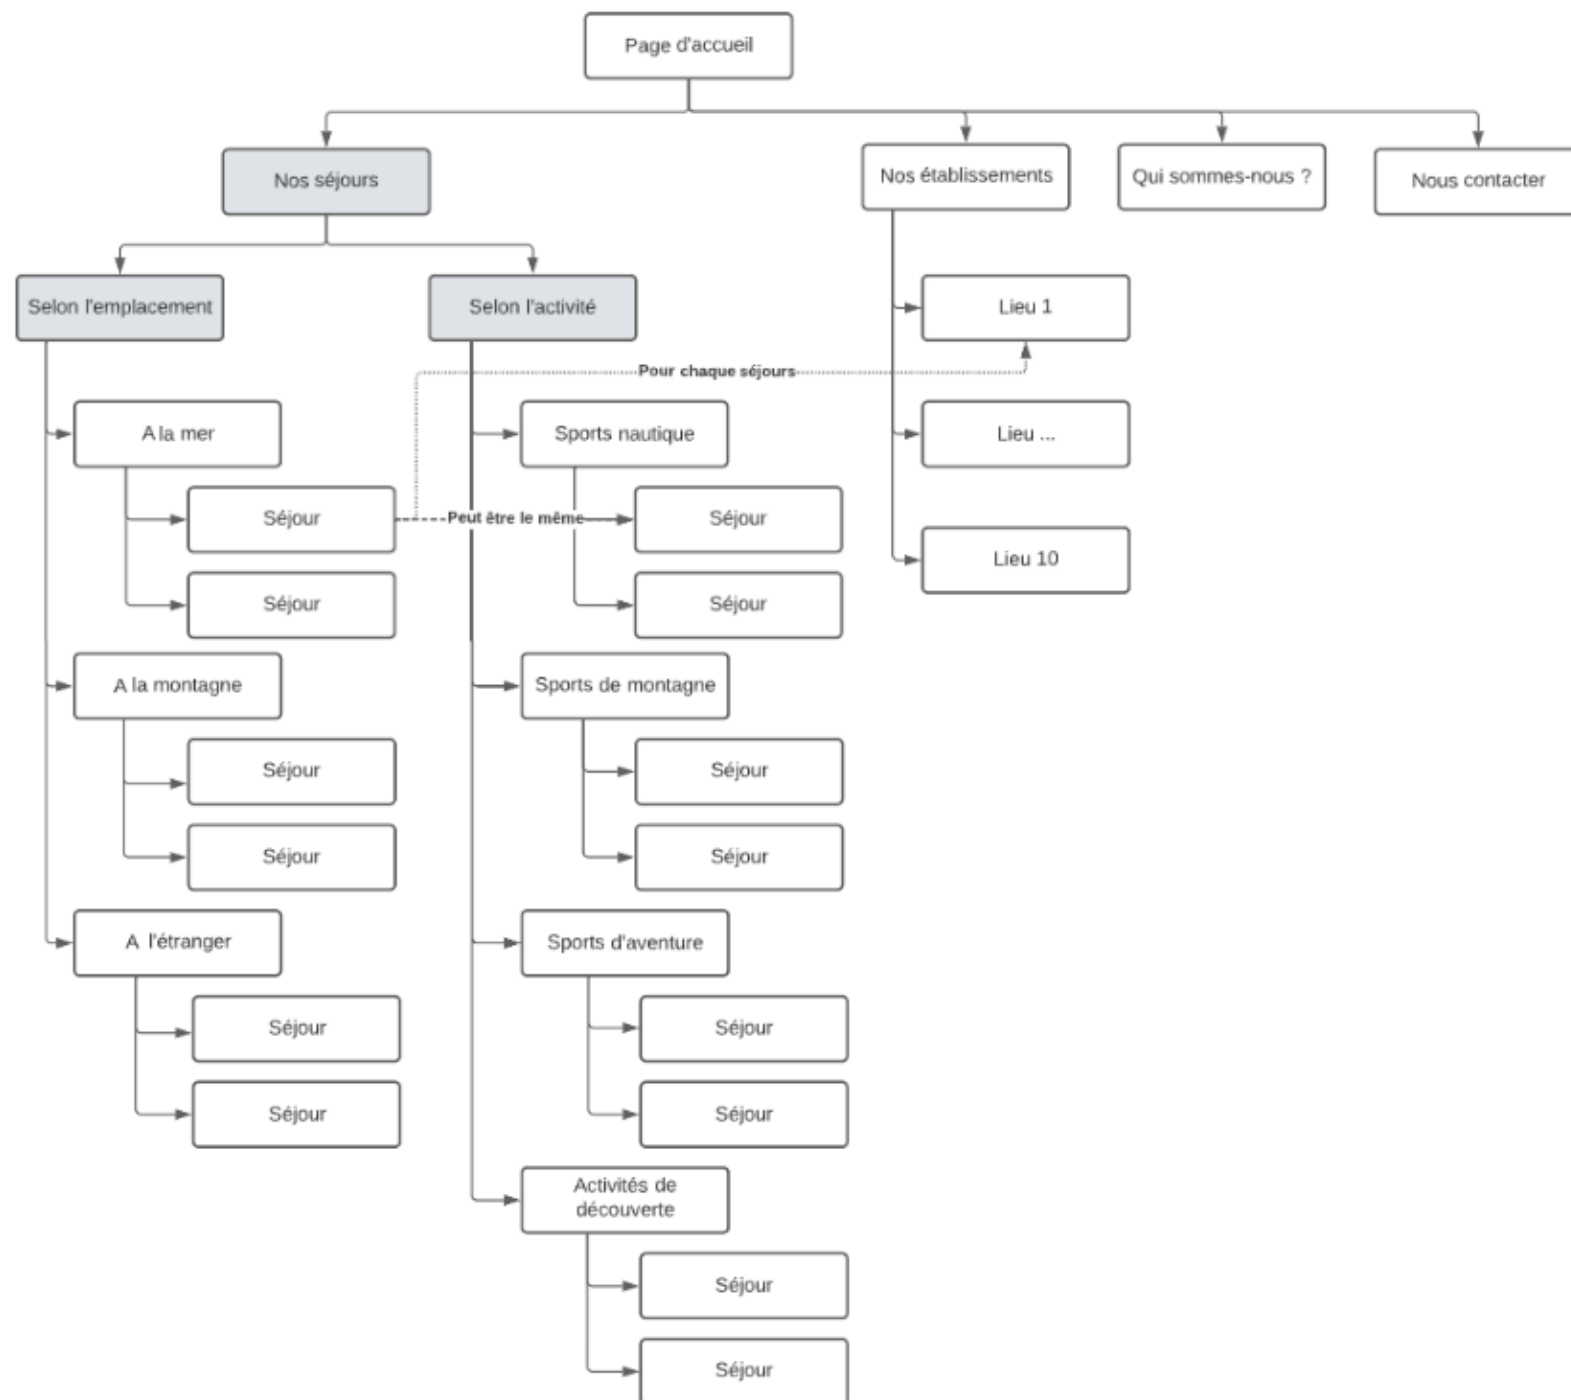 Page d'accueil
Nos séjours
Nos établissements
Qui sommes-nous ?
Nous contacter
Selon l'emplacement
Selon l'activité
Lieu 1
Pour chaque séjours
A la mer
Sports nautique
Lieu ...
Séjour
Peut être le même
Séjour
Lieu 10
Séjour
Séjour
A la montagne
Sports de montagne
Séjour
Séjour
Séjour
Séjour
A l'étranger
Sports d'aventure
Séjour
Séjour
Séjour
Séjour
Activités de
découverte
Séjour
Séjour